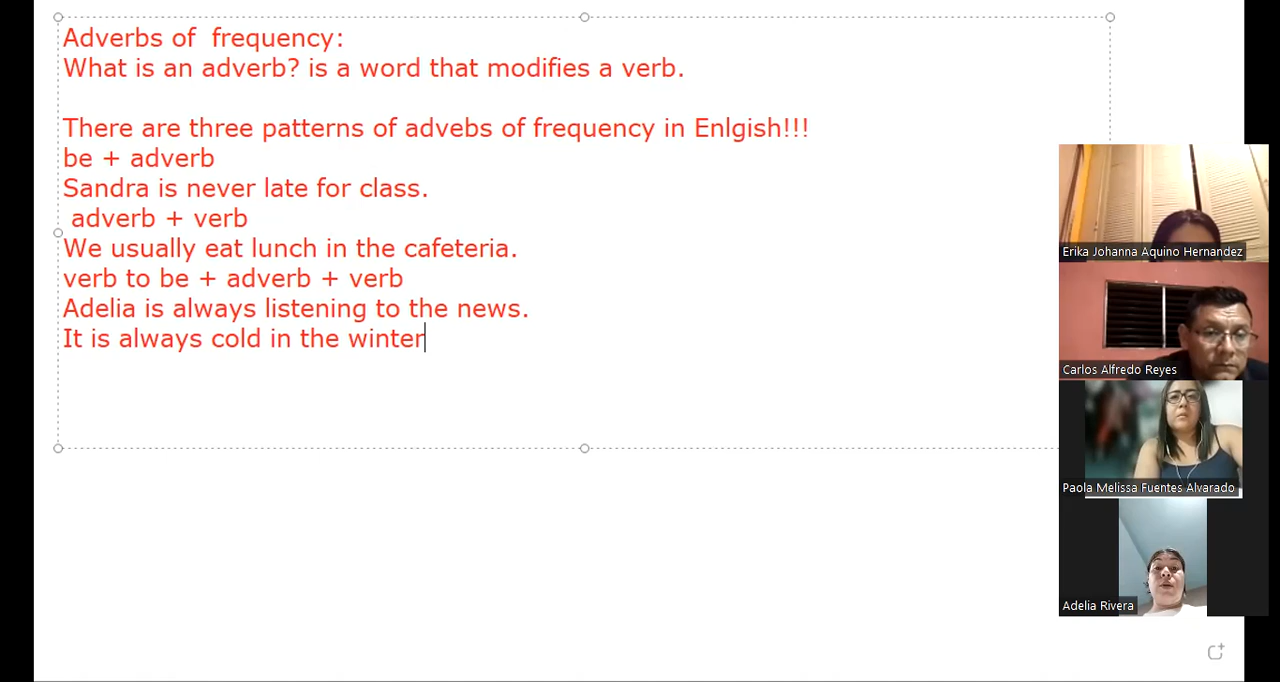 Adverbs of  frequency:
What is an adverb? is a word that modifies a verb.
There are three patterns of advebs of frequency in Enlgish!!!
be + adverb
Sandra is never late for class.
adverb + verb
We usually eat lunch in the cafeteria.
verb to be + adverb + verb
Adelia is always listening to the news.
It is always cold in the winter
Erika Johanna Aquino Hernandez
Carlos Alfredo Reyes
Paola Melissa Fuentes Alvarado
Adelia Rivera